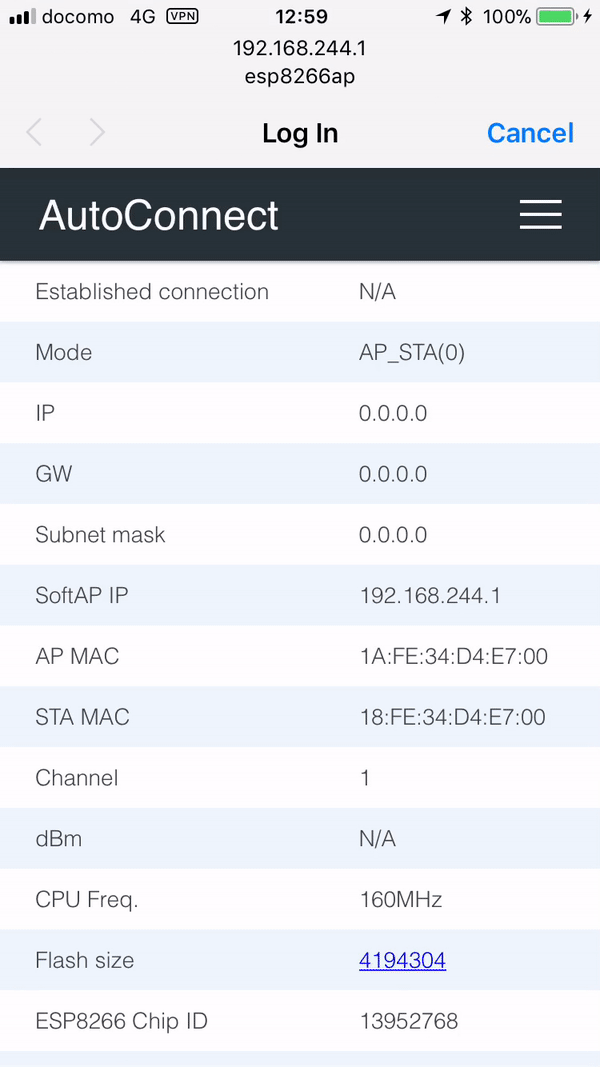 docomo 4G VPN 12:59 100%
192.168.244.1
esp8266ap
Log In Cancel
AutoConnect
Established connection N/A
Mode AP_STA(0)
IP 0.0.0.0
GW 0.0.0.0
Subnet mask 0.0.0.0
SoftAP IP 192.168.244.1
AP MAC 1A:FE:34:D4:E7:00
STA MAC 18:FE:34:D4:E7:00
Channel 1
dBm N/A
CPU Freq. 160MHz
Flash size 4194304
ESP8266 Chip ID 13952768